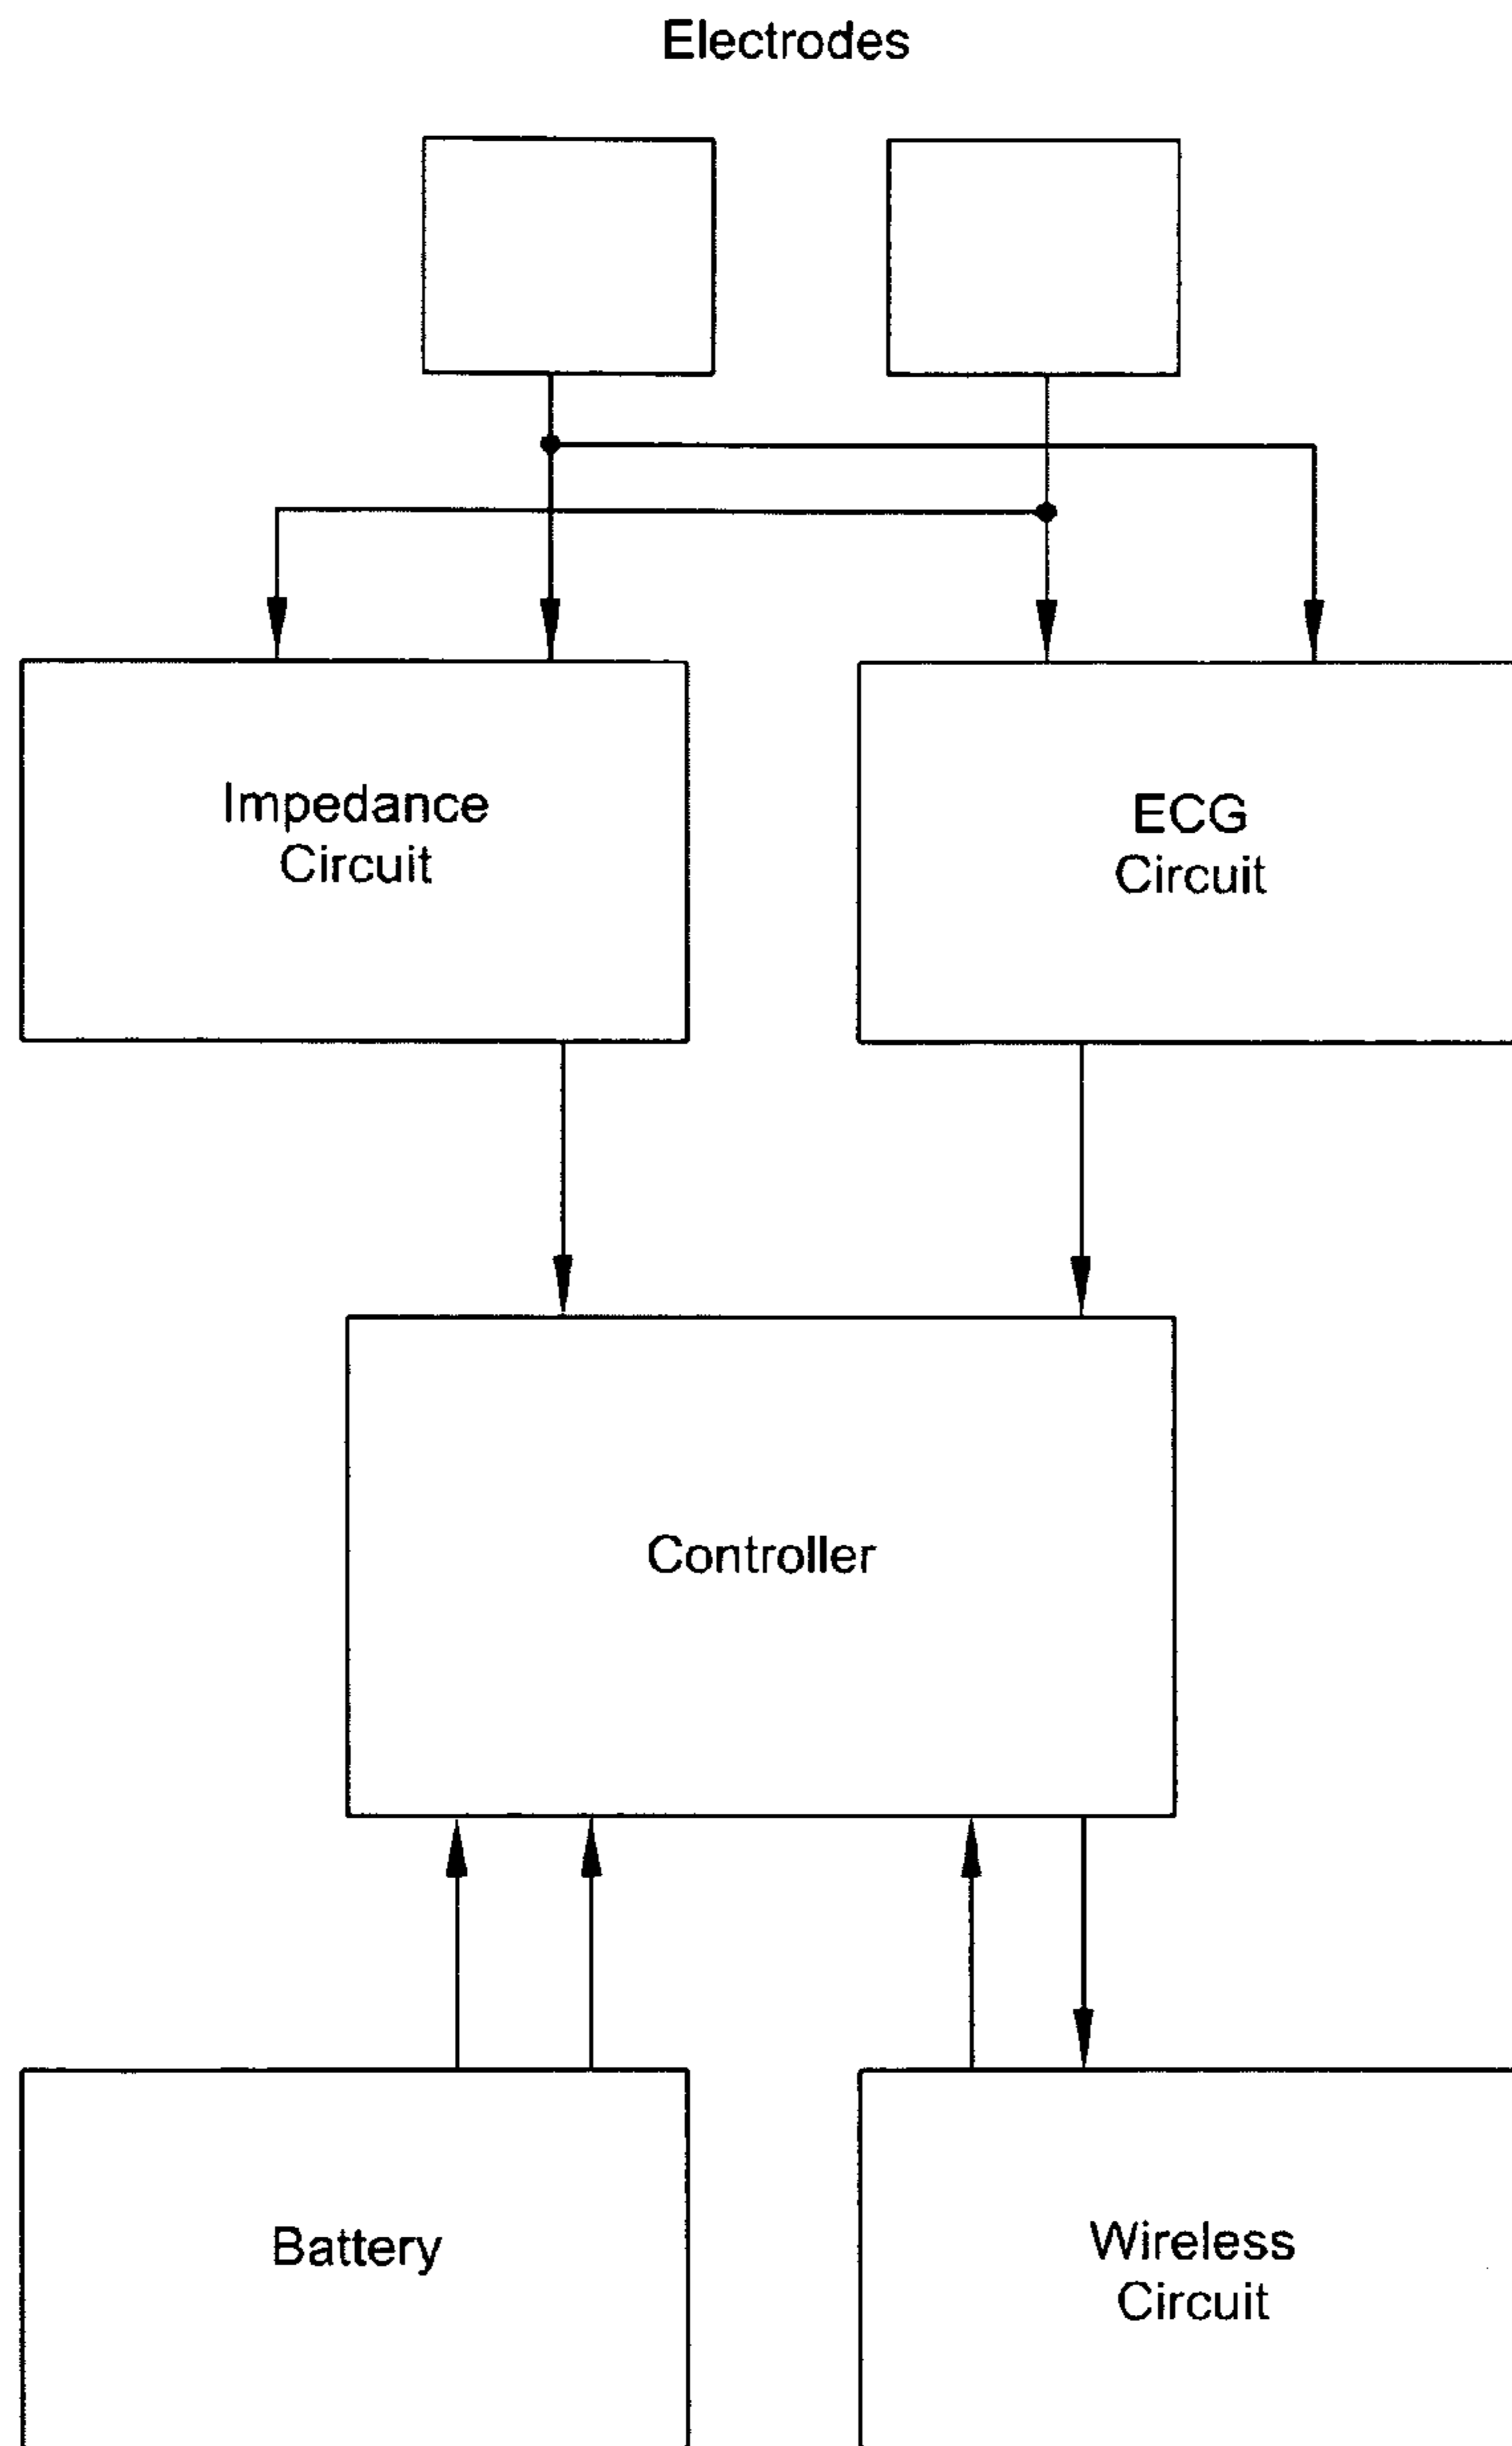 Electrodes
Impedance
Circuit
ECG
Circuit
Controller
Battery
Wireless
Circuit